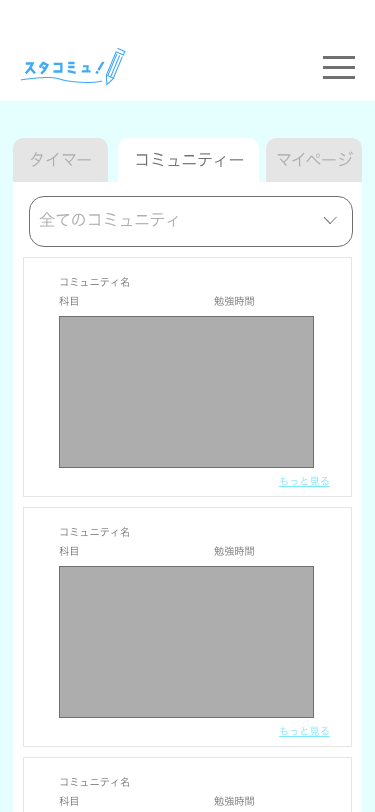 スタコミュ!
タイマー コミュニティー マイページ
全てのコミュニティ
コミュニティ名
科目 勉強時間
もっと見る
コミュニティ名
科目 勉強時間
もっと見る
コミュニティ名
科目 勉強時間